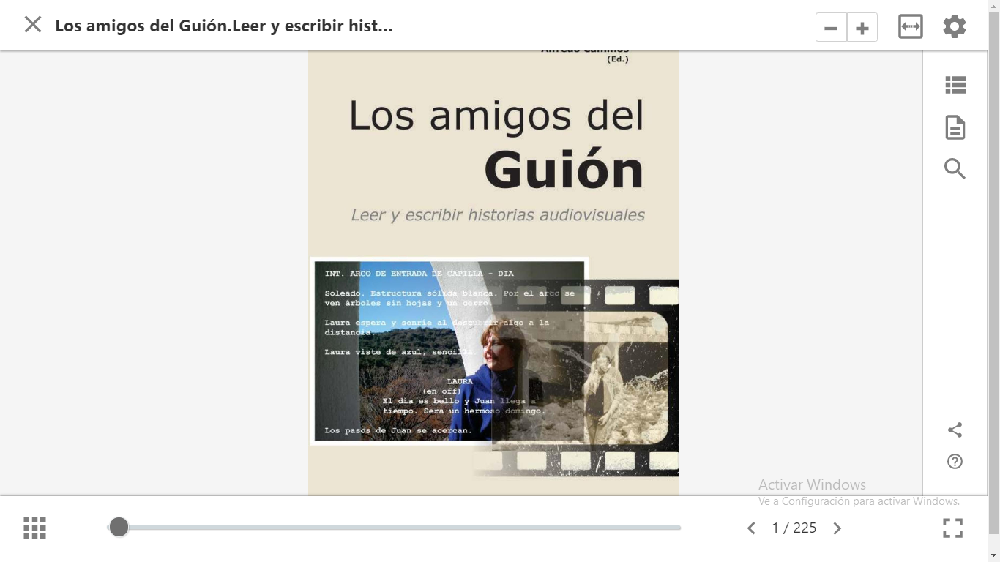 Los amigos del Guión.Leer y escribir hist...
Alfredo Caminos
(Ed.)
Los amigos del
Guión
Leer y escribir historias audiovisuales
INT. ARCO DE ENTRADA DE CAPILLA - DIA
Soleado. Estructura sólida blanca. Por el arco se
ven árboles sin hojas y un cerro.
Laura espera y sonríe al descubrir algo a la
distancia.
Laura viste de azul, sencilla.
LAURA
(en off)
El día es bello y Juan llega a
tiempo. Será un hermoso domingo.
Los pasos de Juan se acercan.
Activar Windows
Ve a Configuración para activar Windows.
1 / 225